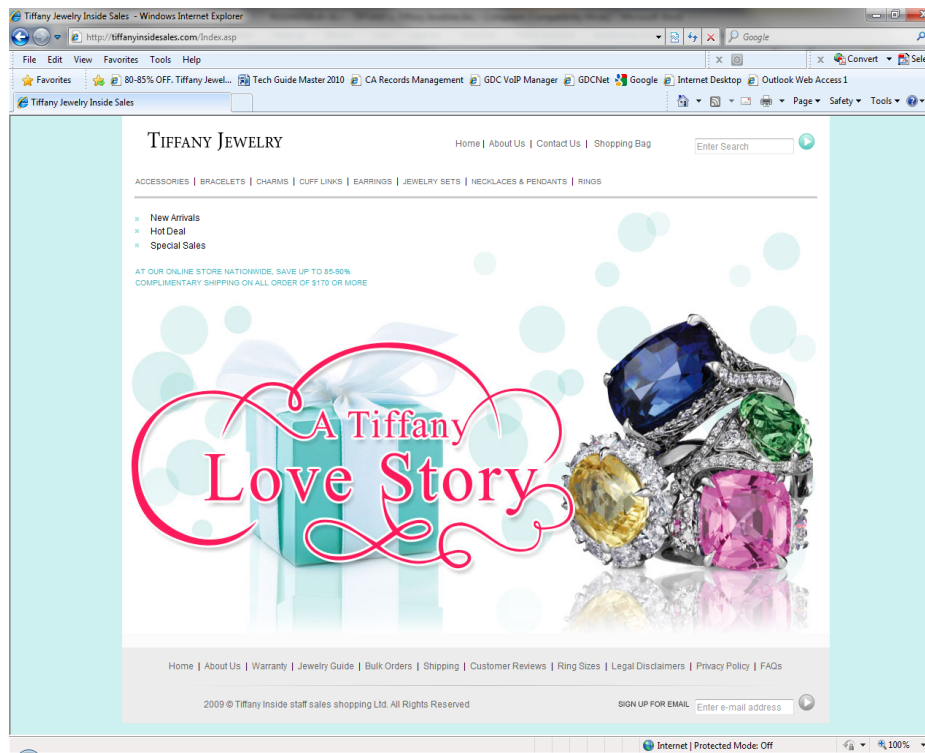 Tiffany Jewelry Inside Sales - Windows Internet Explorer
http://tiffanyinsidesales.com/Index.asp
Google
File Edit View Favorites Tools Help
Convert
Favorites 80-85% OFF. Tiffany Jewel... Tech Guide Master 2010 CA Records Management GDC VoIP Manager GDCNet Google Internet Desktop Outlook Web Access1
Tiffany Jewelry Inside Sales
Page Safety Tools
TIFFANY JEWELRY
Home | About Us | Contact Us | Shopping Bag
Enter Search
ACCESSORIES | BRACELETS | CHARMS | CUFF LINKS | EARRINGS | JEWELRY SETS | NECKLACES & PENDANTS | RINGS
New Arrivals
Hot Deal
Special Sales
AT OUR ONLINE STORE NATIONWIDE, SAVE UP TO 85-90%
COMPLIMENTARY SHIPPING ON ALL ORDER OF $170 OR MORE
A Tiffany
Love Story
Home | About Us | Warranty | Jewelry Guide | Bulk Orders | Shipping | Customer Reviews | Ring Sizes | Legal Disclaimers | Privacy Policy | FAQs
2009 © Tiffany Inside staff sales shopping Ltd. All Rights Reserved
SIGN UP FOR EMAIL
Enter e-mail address
Internet | Protected Mode: Off
100%